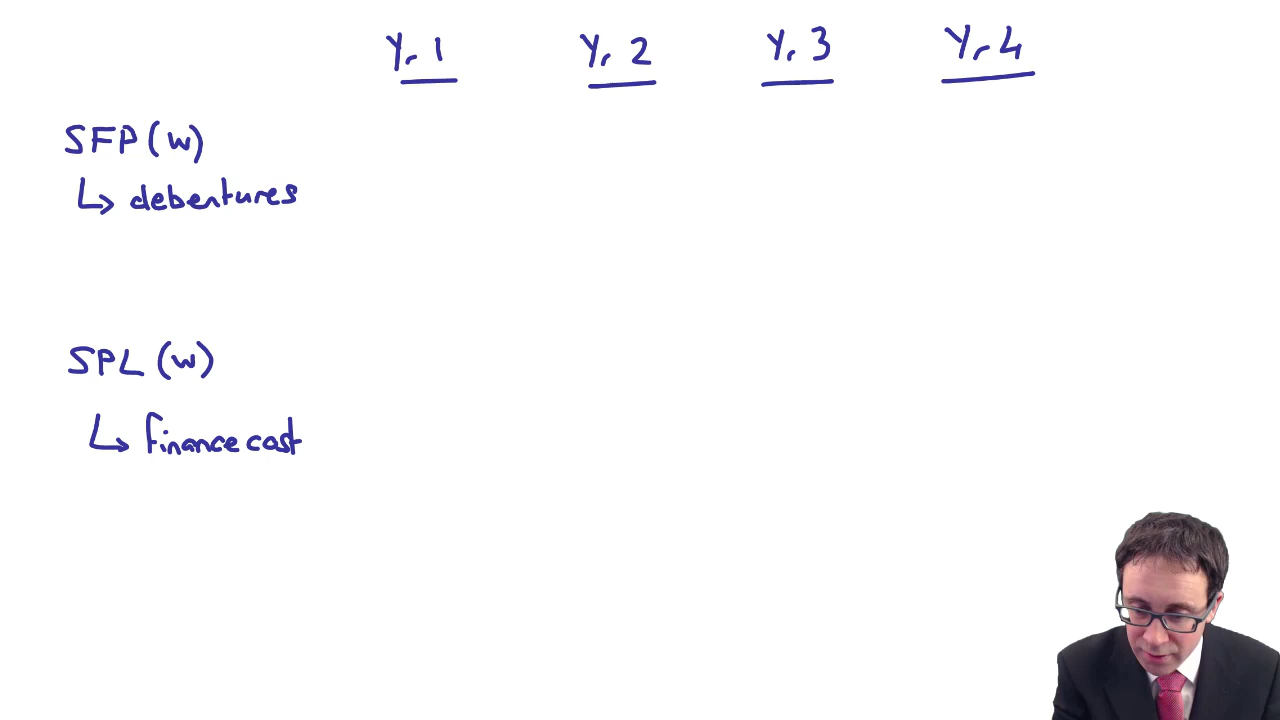 Yr 1 Yr 2 Yr 3 Yr 4
SFP (w)
↳ debentures
SPL (w)
↳ finance cost